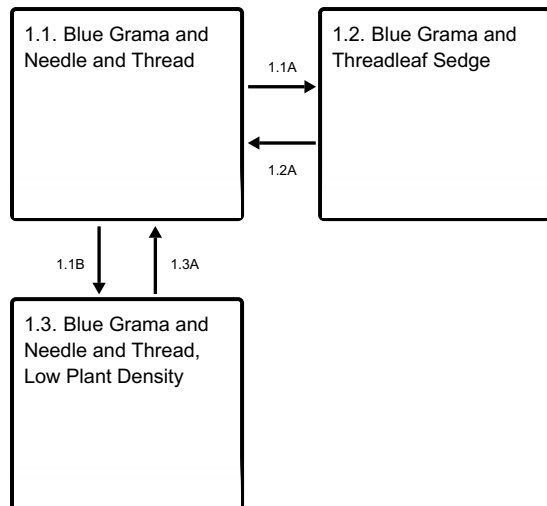 1.1. Blue Grama and
Needle and Thread
1.1A
1.2. Blue Grama and
Threadleaf Sedge
1.2A
1.1B
1.3A
1.3. Blue Grama and
Needle and Thread,
Low Plant Density